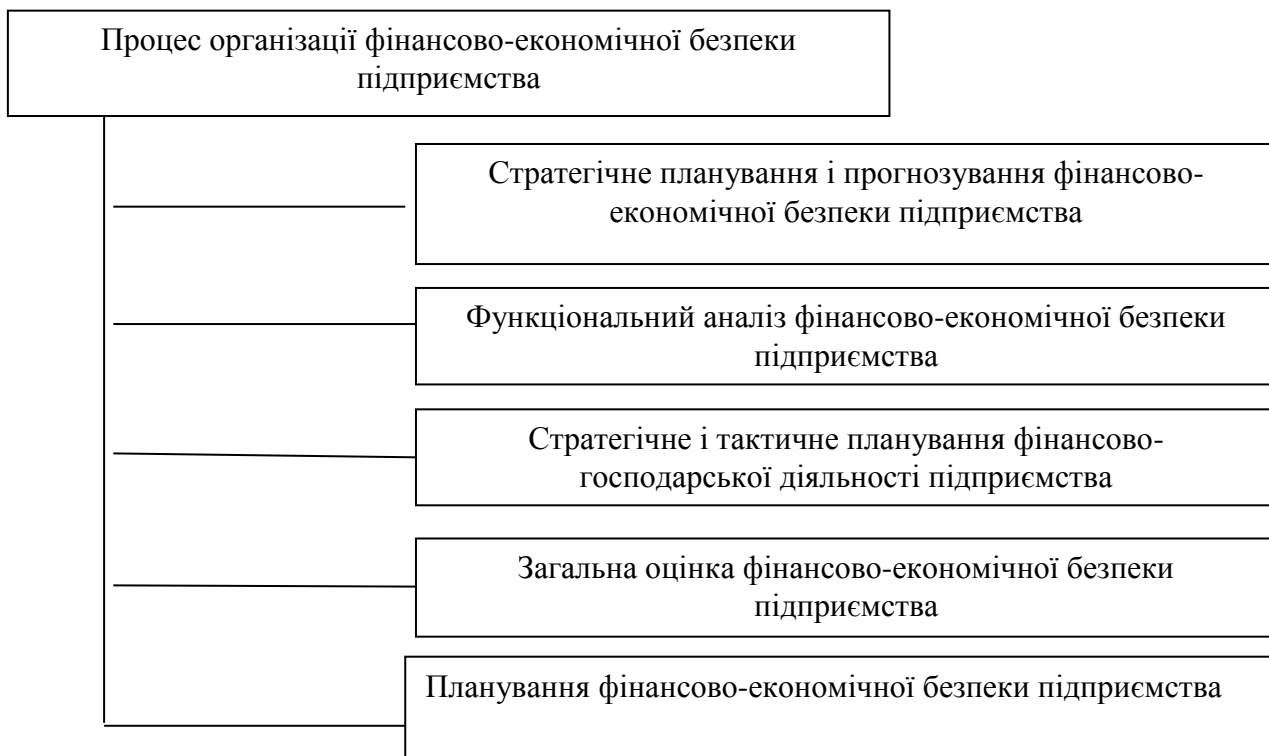 Процес організації фінансово-економічної безпеки
підприємства
Стратегічне планування і прогнозування фінансово-
економічної безпеки підприємства
Функціональний аналіз фінансово-економічної безпеки
підприємства
Стратегічне і тактичне планування фінансово-
господарської діяльності підприємства
Загальна оцінка фінансово-економічної безпеки
підприємства
Планування фінансово-економічної безпеки підприємства